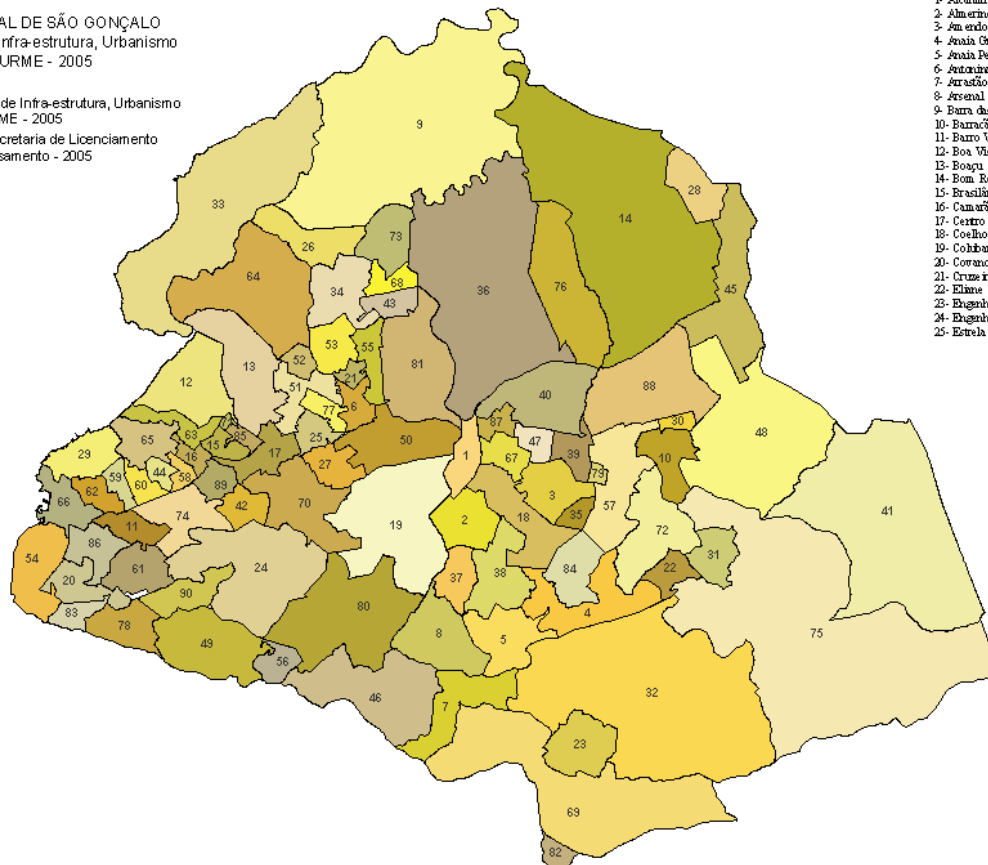 AL DE SÃO GONÇALO
nfra-estrutura, Urbanismo
URME - 2005
de Infra-estrutura, Urbanismo
ME - 2005
cretaria de Licenciamento
samento - 2005
2- Almerin
3- Amendo
4- Anaia G
5- Anaia Pe
6- Antonin
7- Arrastão
8- Arsenal
9- Barra da
10- Barracã
11- Barro V
12- Boa Vi
13- Boaçu
14- Bom R
15- Brasilâ
16- Camarã
17- Centro
18- Coelho
19- Coluban
20- Covanc
21- Cruzei
22- Eliane
23- Engenh
24- Engenh
25- Estrela
9
33
14
28
73
26
64
68
34
43
36
76
45
53
55
52
21
13
51
81
12
77
6
40
88
63
65
15
85
16
17
25
50
87
30
47
39
48
29
59
44
60
58
89
27
1
67
10
79
62
66
42
70
3
11
74
19
2
18
35
57
41
86
72
54
20
61
24
37
38
84
22
31
90
83
78
80
4
49
8
5
75
56
46
7
32
23
69
82